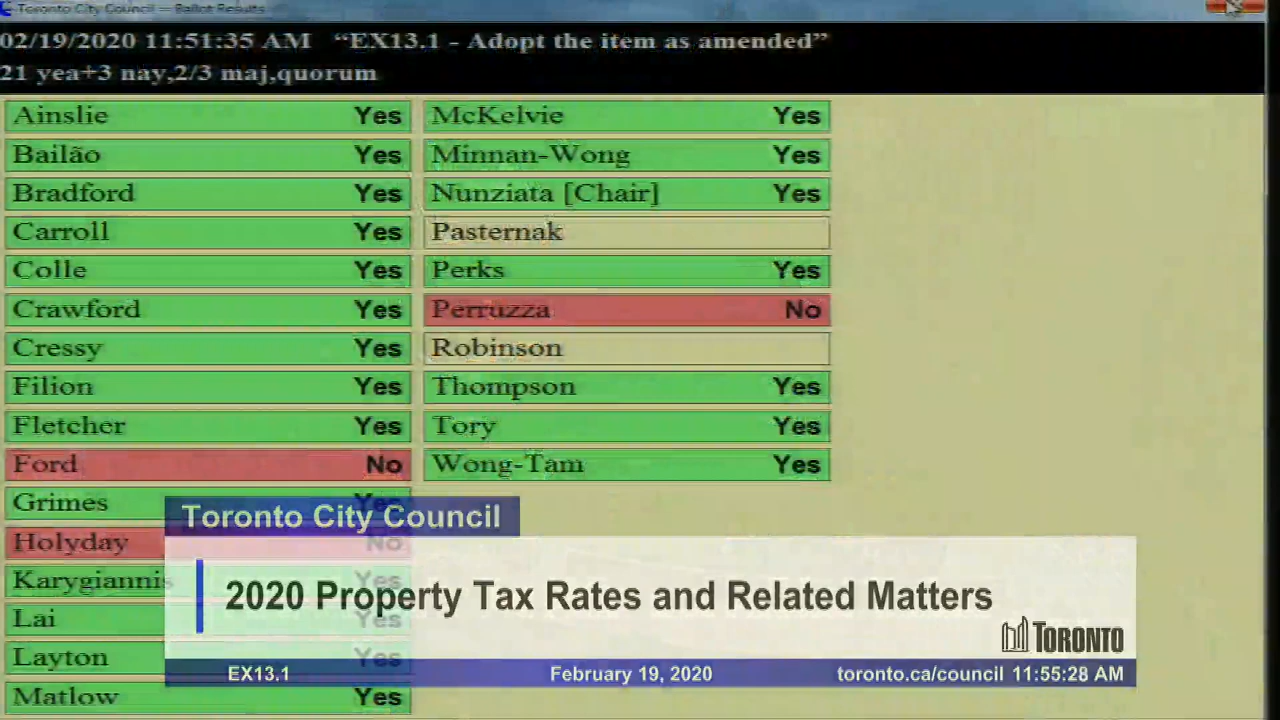 Toronto City Council — Ballot Results
02/19/2020 11:51:35 AM "EX13.1 - Adopt the item as amended"
21 yea+3 nay,2/3 maj,quorum
Ainslie Yes
Bailão Yes
Bradford Yes
Carroll Yes
Colle Yes
Crawford Yes
Cressy Yes
Filion Yes
Fletcher Yes
Ford No
Grimes Yes
Holyday No
Karygiannis Yes
Lai Yes
Layton Yes
Matlow Yes
McKelvie Yes
Minnan-Wong Yes
Nunziata [Chair] Yes
Pasternak
Perks Yes
Perruzza No
Robinson
Thompson Yes
Tory Yes
Wong-Tam Yes
Toronto City Council
2020 Property Tax Rates and Related Matters
TORONTO
EX13.1 February 19, 2020 toronto.ca/council 11:55:28 AM